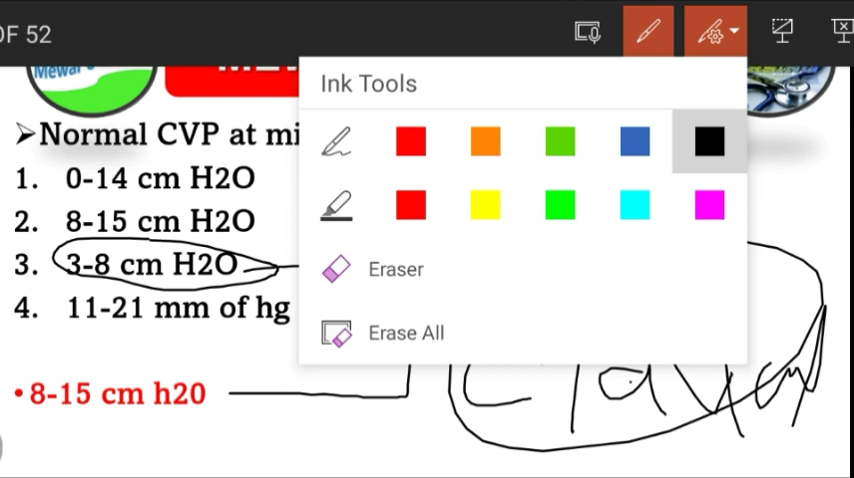 OF 52
Mewar
Ink Tools
➤Normal CVP at mi
1. 0-14 cm H2O
2. 8-15 cm H2O
3. 3-8 cm H2O
4. 11-21 mm of hg
Eraser
Erase All
•8-15 cm h20